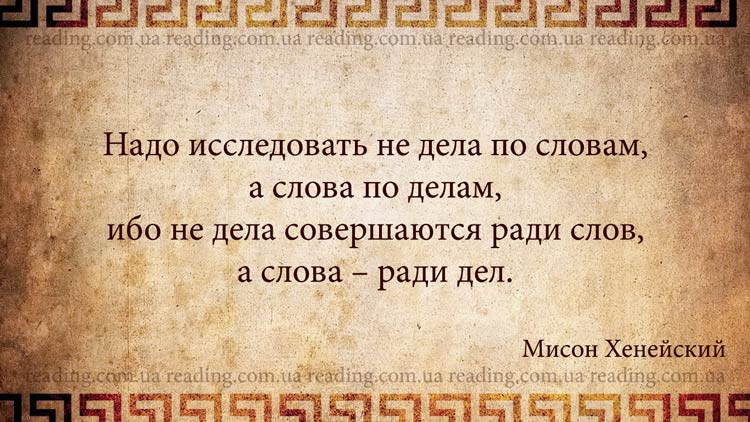 reading.com.ua reading.com.ua reading.com.ua reading.com.ua reading.com.ua
Надо исследовать не дела по словам,
а слова по делам,
ибо не дела совершаются ради слов,
а слова – ради дел.
Мисон Хенейский
reading.com.ua reading.com.ua reading.com.ua reading.com.ua reading.com.ua